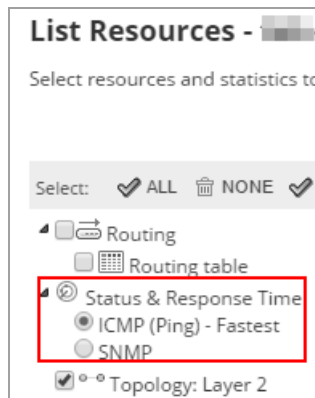 List Resources -
Select resources and statistics to
Select: ALL NONE
Routing
Routing table
Status & Response Time
ICMP (Ping) - Fastest
SNMP
Topology: Layer 2